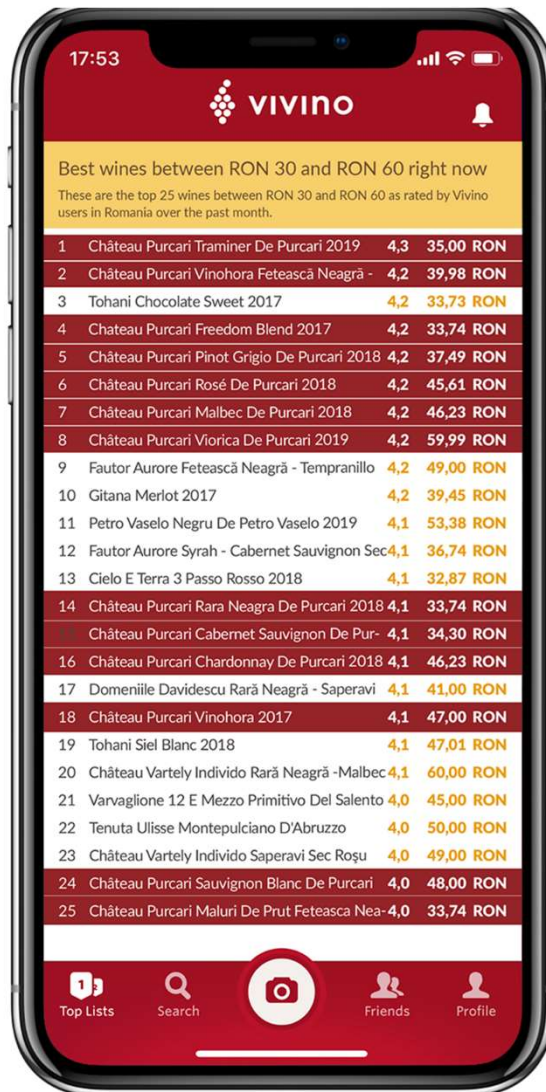 17:53
VIVINO
Best wines between RON 30 and RON 60 right now
These are the top 25 wines between RON 30 and RON 60 as rated by Vivino
users in Romania over the past month.
1 Château Purcari Traminer De Purcari 2019 4,3 35,00 RON
2 Château Purcari Vinohora Fetească Neagră - 4,2 39,98 RON
3 Tohani Chocolate Sweet 2017 4,2 33,73 RON
4 Chateau Purcari Freedom Blend 2017 4,2 33,74 RON
5 Château Purcari Pinot Grigio De Purcari 2018 4,2 37,49 RON
6 Château Purcari Rosé De Purcari 2018 4,2 45,61 RON
7 Château Purcari Malbec De Purcari 2018 4,2 46,23 RON
8 Château Purcari Viorica De Purcari 2019 4,2 59,99 RON
9 Fautor Aurore Fetească Neagră - Tempranillo 4,2 49,00 RON
10 Gitana Merlot 2017 4,2 39,45 RON
11 Petro Vaselo Negru De Petro Vaselo 2019 4,1 53,38 RON
12 Fautor Aurore Syrah - Cabernet Sauvignon Sec 4,1 36,74 RON
13 Cielo E Terra 3 Passo Rosso 2018 4,1 32,87 RON
14 Château Purcari Rara Neagra De Purcari 2018 4,1 33,74 RON
15 Château Purcari Cabernet Sauvignon De Pur- 4,1 34,30 RON
16 Château Purcari Chardonnay De Purcari 2018 4,1 46,23 RON
17 Domeniile Davidescu Rară Neagră - Saperavi 4,1 41,00 RON
18 Château Purcari Vinohora 2017 4,1 47,00 RON
19 Tohani Siel Blanc 2018 4,1 47,01 RON
20 Château Vartely Individo Rară Neagră -Malbec 4,1 60,00 RON
21 Varvaglione 12 E Mezzo Primitivo Del Salento 4,0 45,00 RON
22 Tenuta Ulisse Montepulciano D'Abruzzo 4,0 50,00 RON
23 Château Vartely Individo Saperavi Sec Roşu 4,0 49,00 RON
24 Château Purcari Sauvignon Blanc De Purcari 4,0 48,00 RON
25 Château Purcari Maluri De Prut Feteasca Nea- 4,0 33,74 RON
Top Lists Search Friends Profile